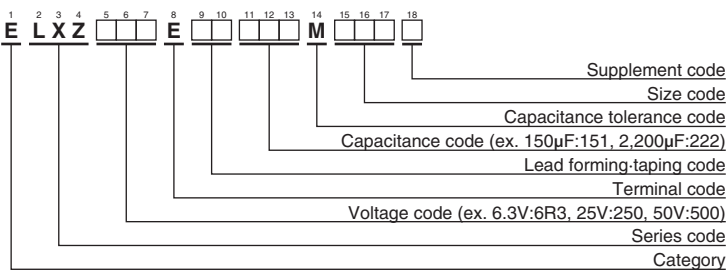 1 2 3 4 5 6 7 8 9 10 11 12 13 14 15 16 17 18
E L X Z E M
Supplement code
Size code
Capacitance tolerance code
Capacitance code (ex. 150µF:151, 2,200µF:222)
Lead forming·taping code
Terminal code
Voltage code (ex. 6.3V:6R3, 25V:250, 50V:500)
Series code
Category